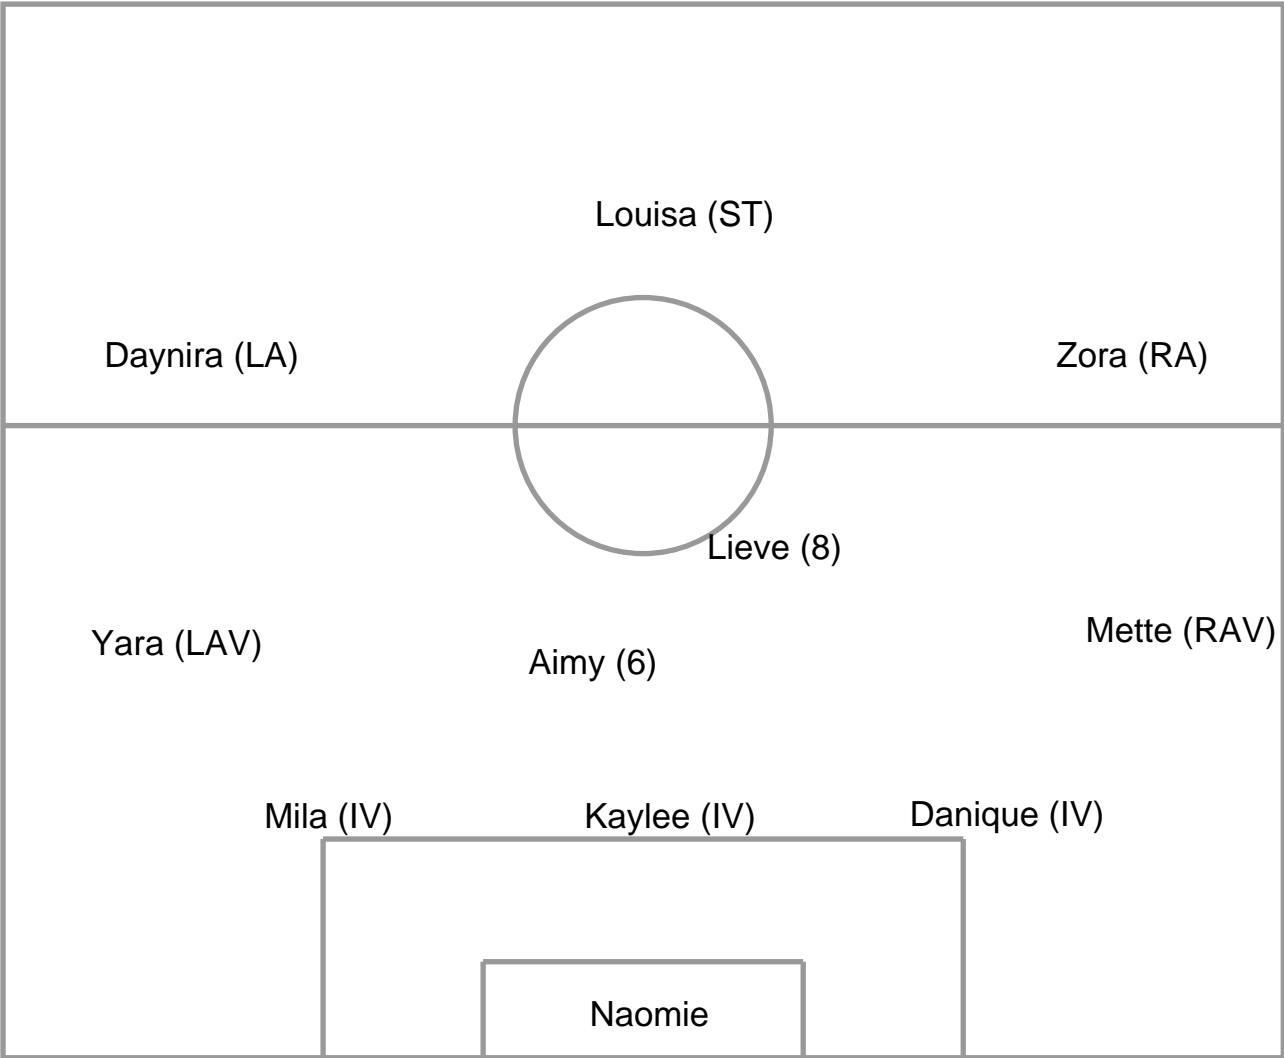 Louisa (ST)
Daynira (LA)
Zora (RA)
Lieve (8)
Yara (LAV)
Mette (RAV)
Aimy (6)
Mila (IV)
Kaylee (IV)
Danique (IV)
Naomie